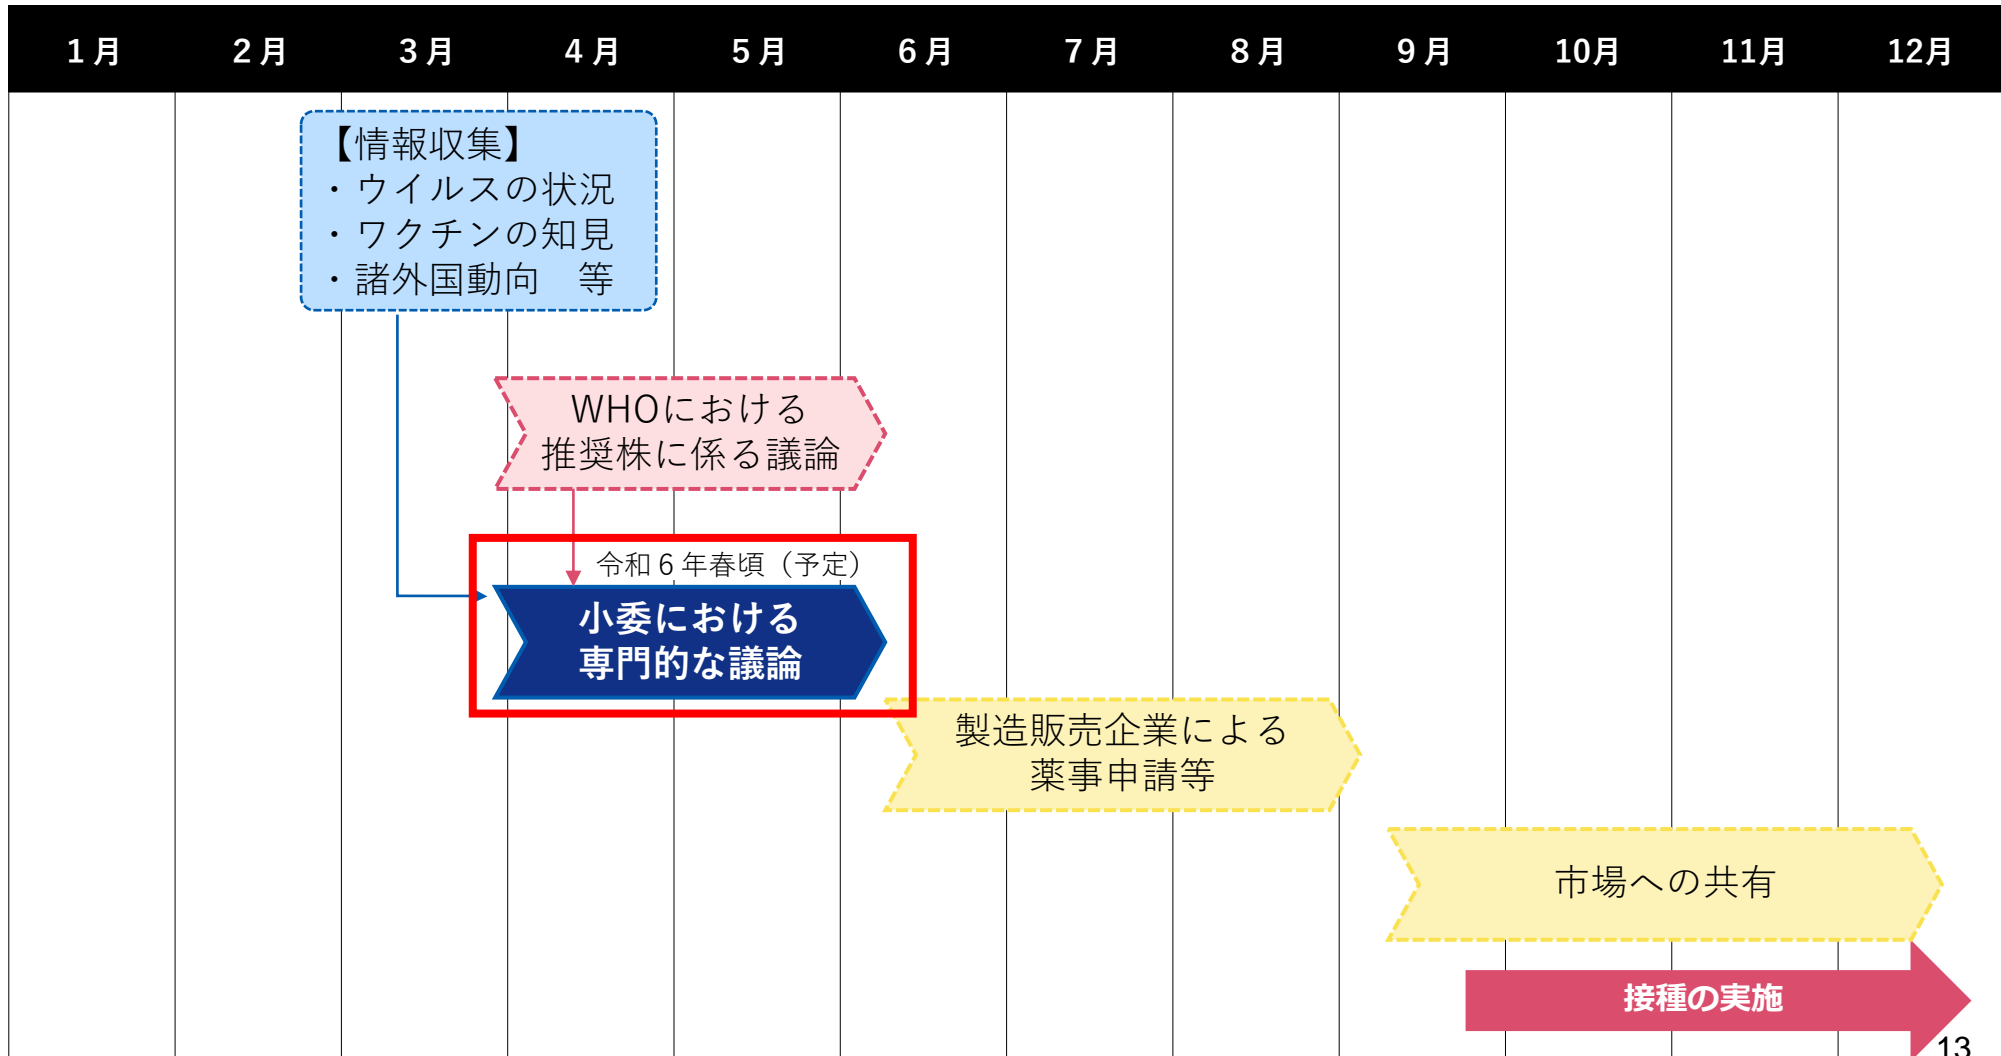 1月 2月 3月 4月 5月 6月 7月 8月 9月 10月 11月 12月
【情報収集】
・ウイルスの状況
・ワクチンの知見
・諸外国動向　等
WHOにおける
推奨株に係る議論
令和６年春頃（予定）
小委における
専門的な議論
製造販売企業による
薬事申請等
市場への共有
接種の実施
13